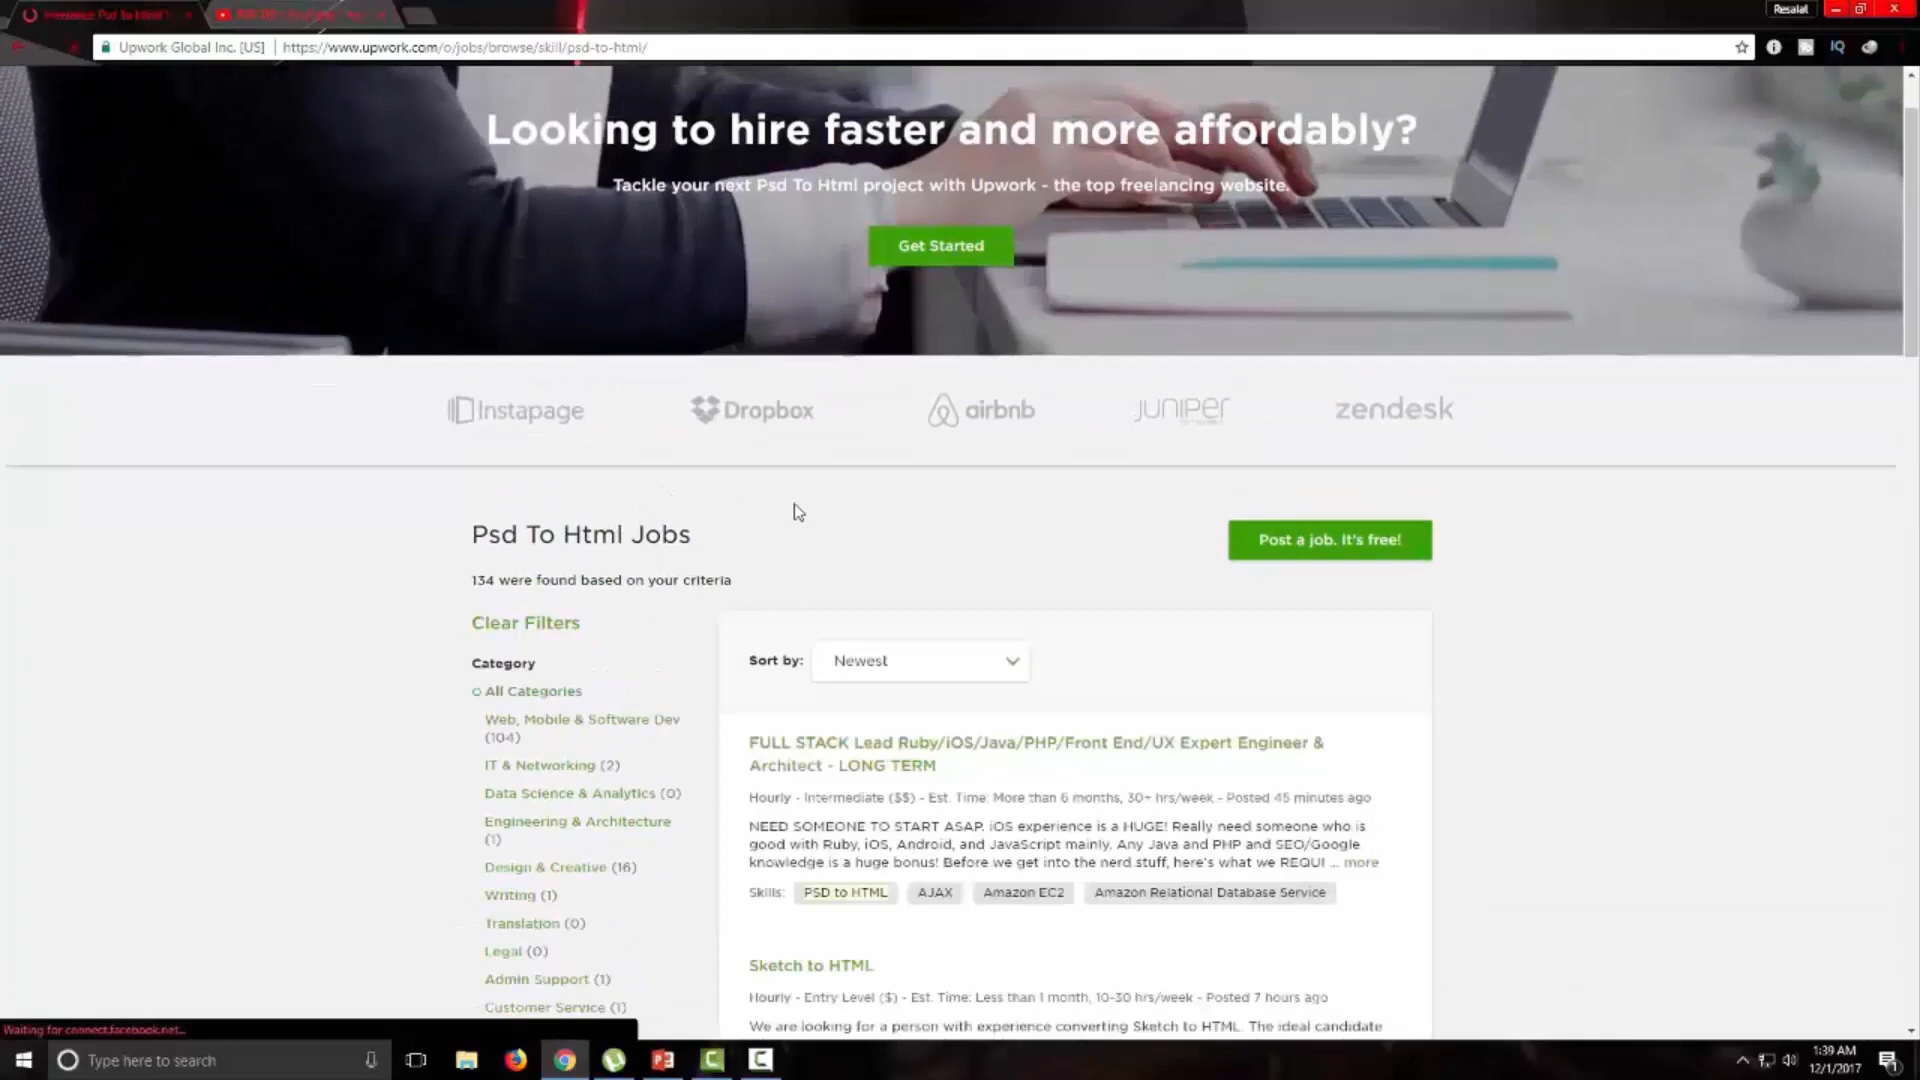 Freelance Psd To Html
Resalat
Upwork Global Inc. [US] | https://www.upwork.com/o/jobs/browse/skill/psd-to-html/
IQ
Looking to hire faster and more affordably?
Tackle your next Psd To Html project with Upwork - the top freelancing website.
Get Started
Instapage
Dropbox
airbnb
JUNIPER
zendesk
Psd To Html Jobs
Post a job. It's free!
134 were found based on your criteria
Clear Filters
Category
All Categories
Web, Mobile & Software Dev
(104)
IT & Networking (2)
Data Science & Analytics (0)
Engineering & Architecture
(1)
Design & Creative (16)
Writing (1)
Translation (0)
Legal (0)
Admin Support (1)
Customer Service (1)
Sort by:
Newest
FULL STACK Lead Ruby/iOS/Java/PHP/Front End/UX Expert Engineer &
Architect - LONG TERM
Hourly - Intermediate ($$) - Est. Time: More than 6 months, 30+ hrs/week - Posted 45 minutes ago
NEED SOMEONE TO START ASAP. iOS experience is a HUGE! Really need someone who is
good with Ruby, iOS, Android, and JavaScript mainly. Any Java and PHP and SEO/Google
knowledge is a huge bonus! Before we get into the nerd stuff, here's what we REQUI ... more
Skills: PSD to HTML AJAX Amazon EC2 Amazon Relational Database Service
Sketch to HTML
Hourly - Entry Level ($) - Est. Time: Less than 1 month, 10-30 hrs/week - Posted 7 hours ago
We are looking for a person with experience converting Sketch to HTML. The ideal candidate
Waiting for connect.facebook.net...
Type here to search
1:39 AM
12/1/2017